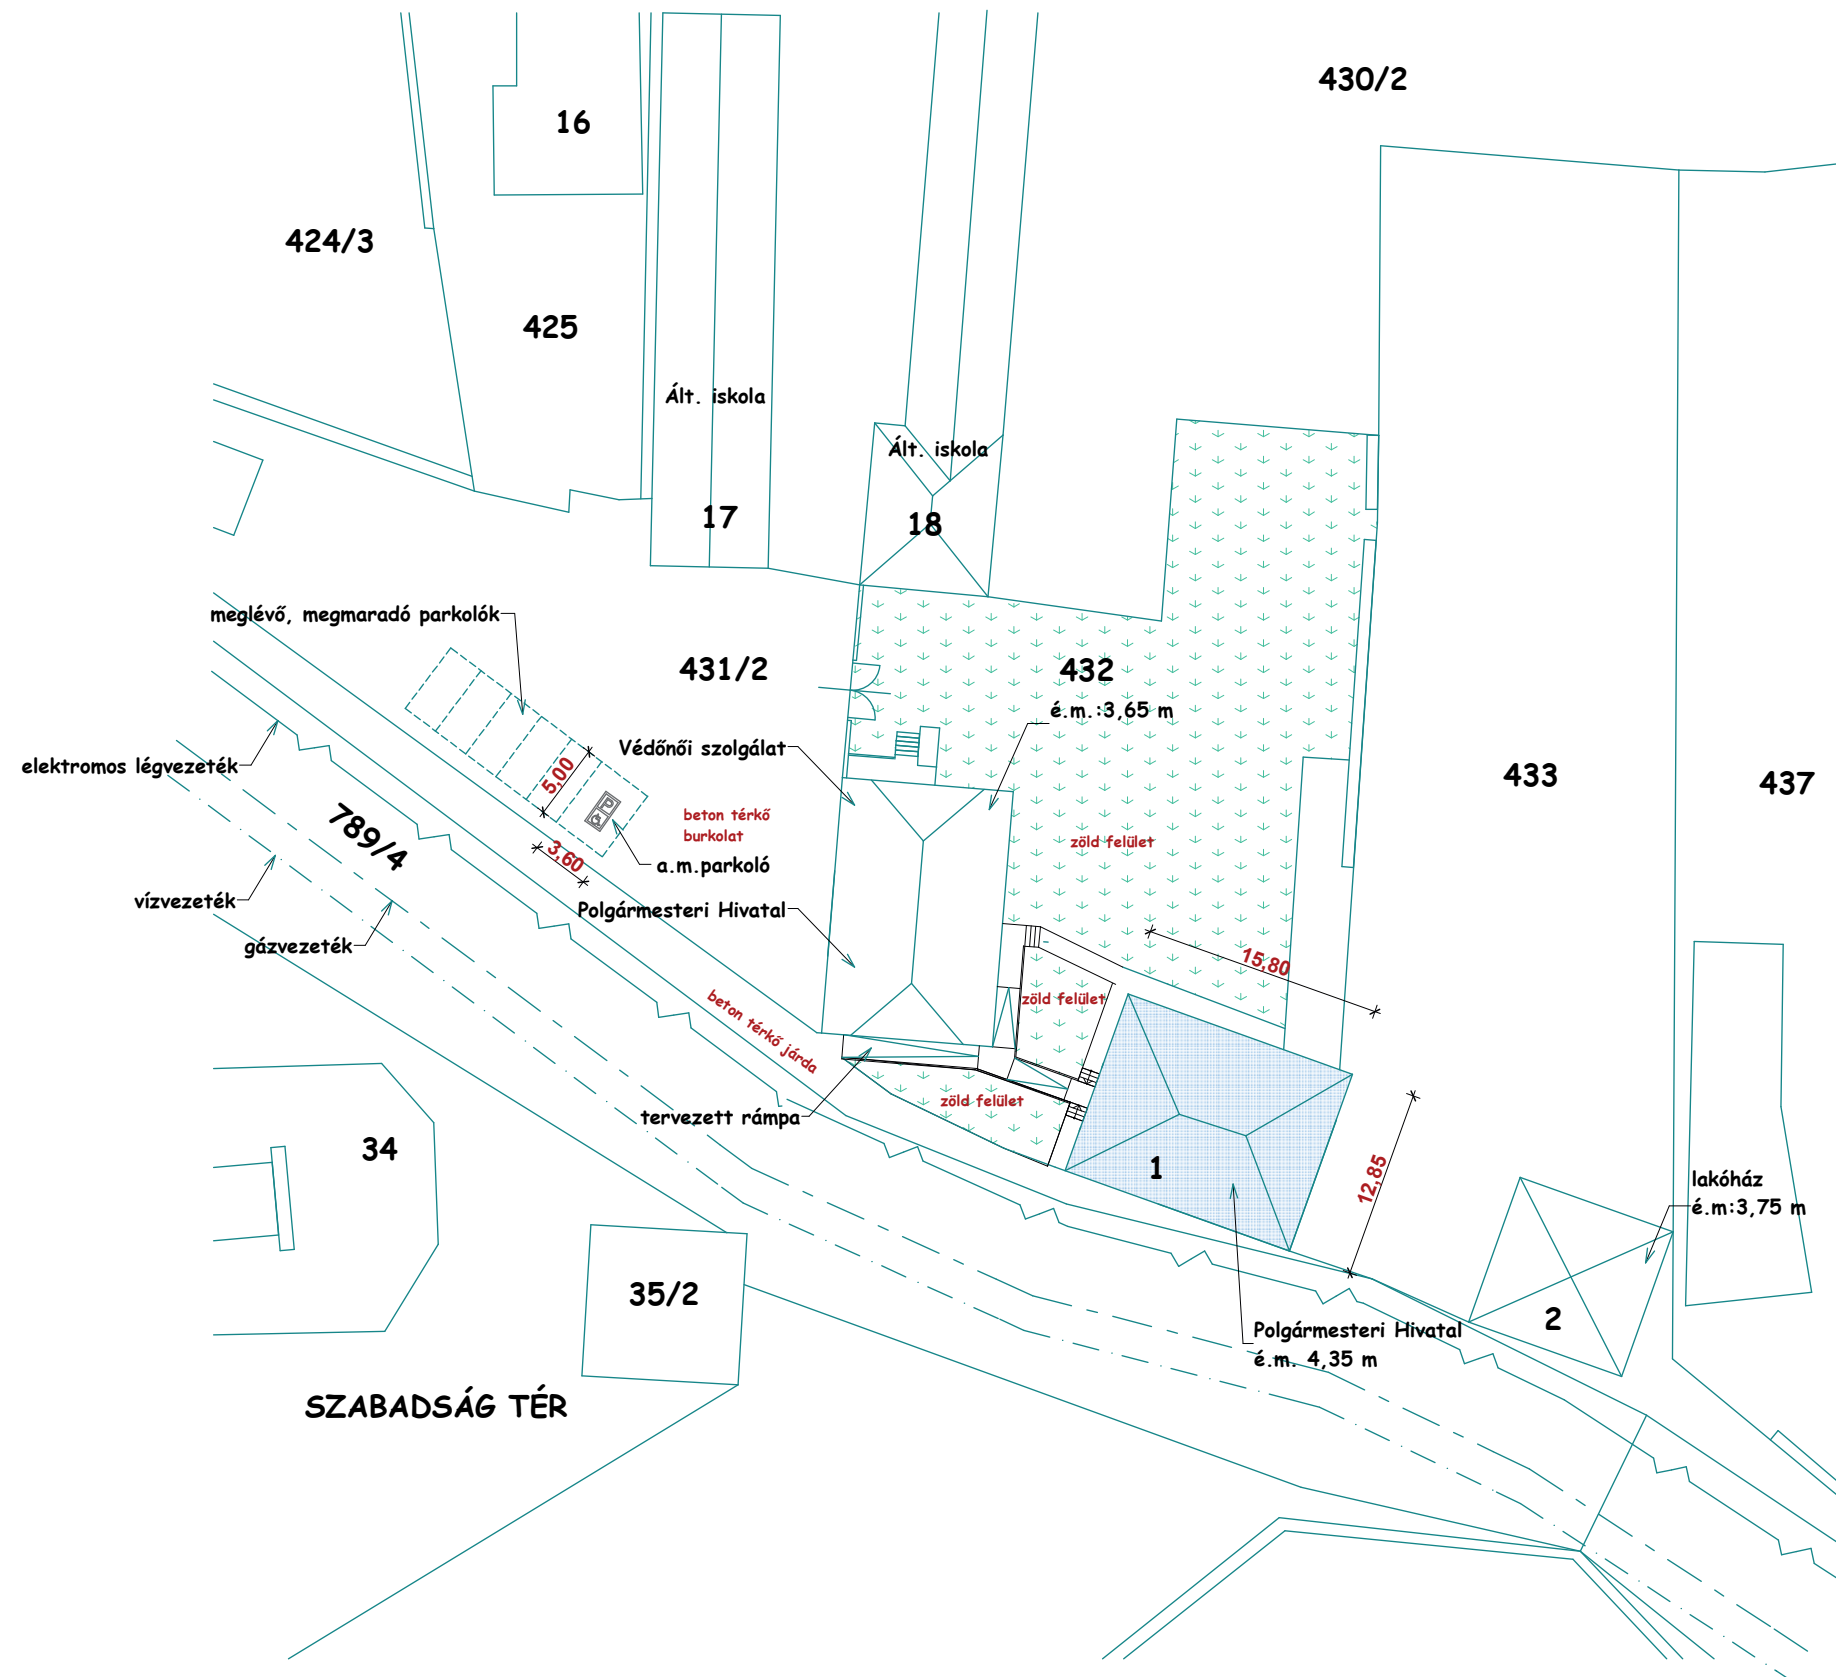 430/2
16
424/3
425
Ált. iskola
Ált. iskola
17
18
meglévő, megmaradó parkolók
431/2
432
é.m.:3,65 m
Védőnői szolgálat
elektromos légvezeték
5,00
433
437
789/4
beton térkő
burkolat
zöld felület
3,60
P
a.m.parkoló
vízvezeték
Polgármesteri Hivatal
gázvezeték
15,80
zöld felület
beton térkő járda
zöld felület
tervezett rámpa
34
1
12,85
lakóház
é.m:3,75 m
35/2
2
Polgármesteri Hivatal
é.m. 4,35 m
SZABADSÁG TÉR